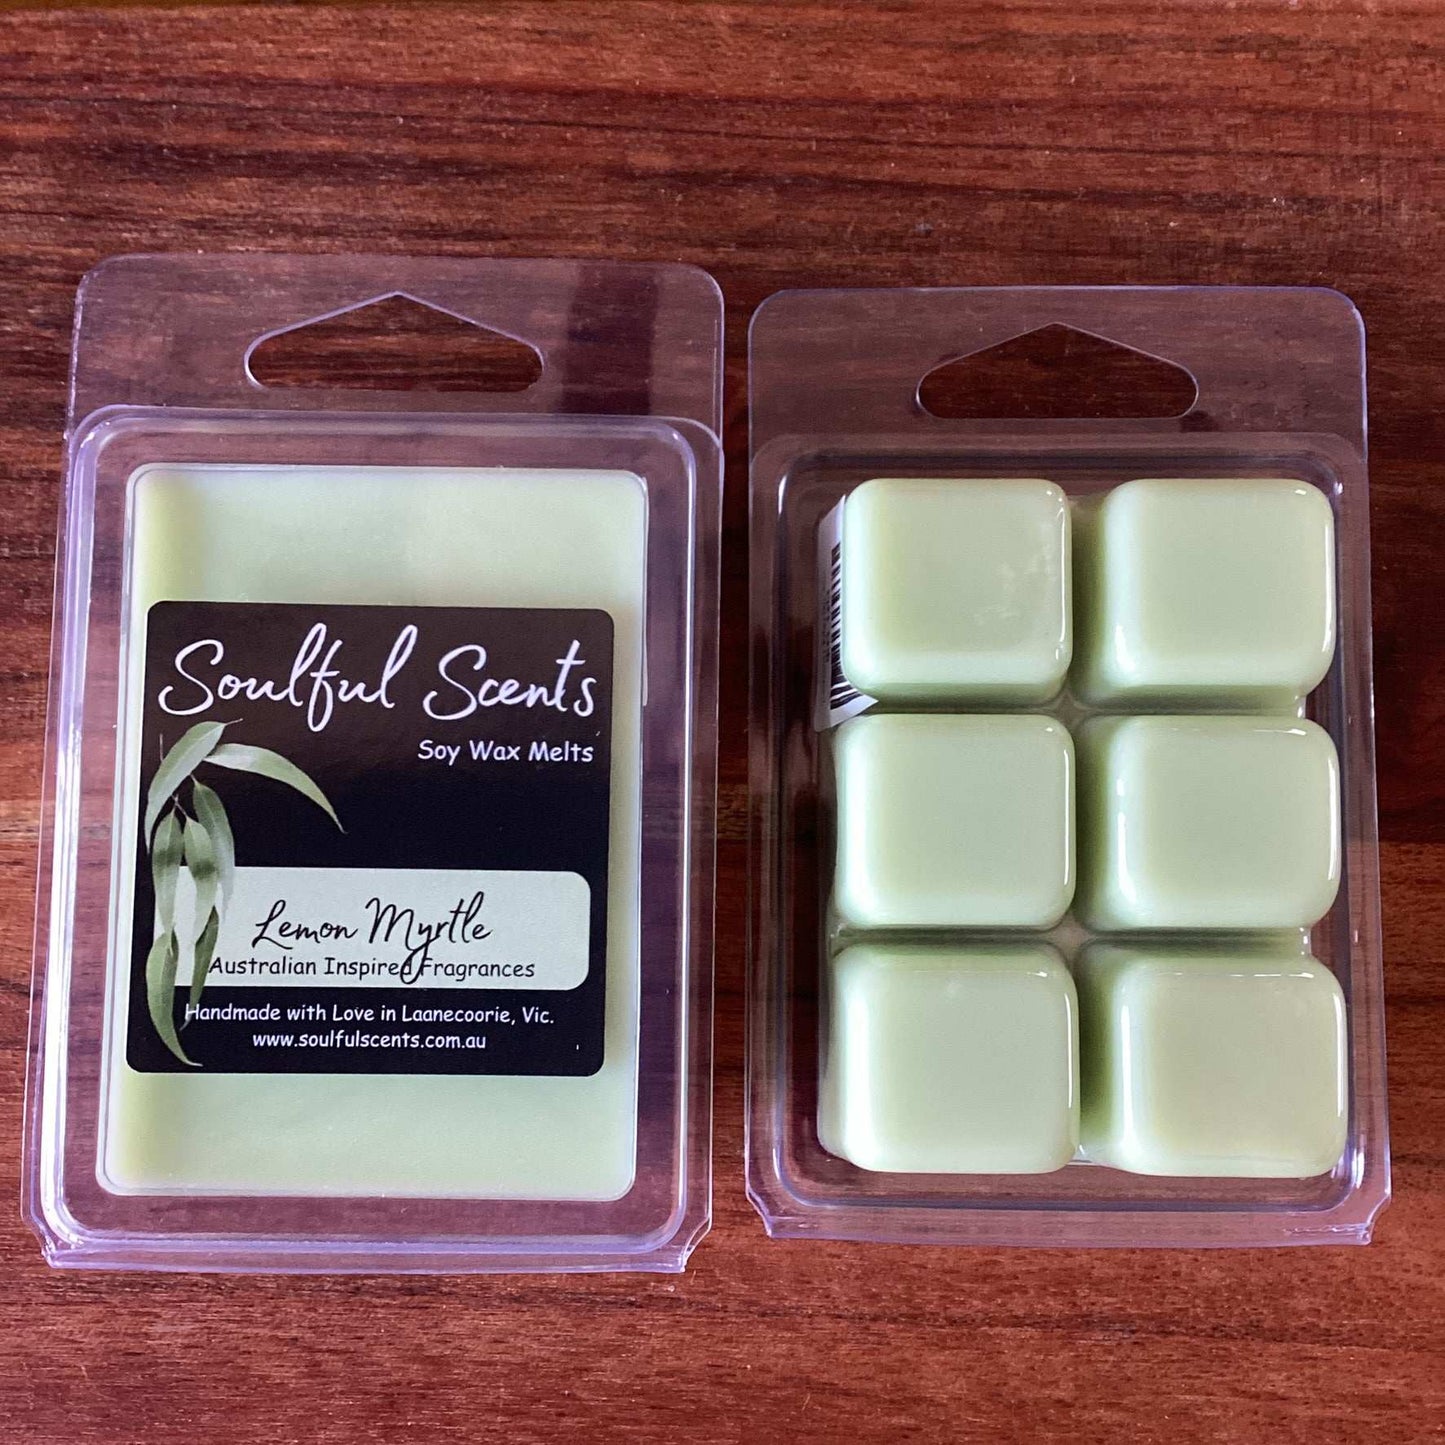 Soulful Scents
Soy Wax Melts
Lemon Myrtle
Australian Inspired Fragrances
Handmade with Love in Laanecoorie, Vic.
www.soulfulscents.com.au